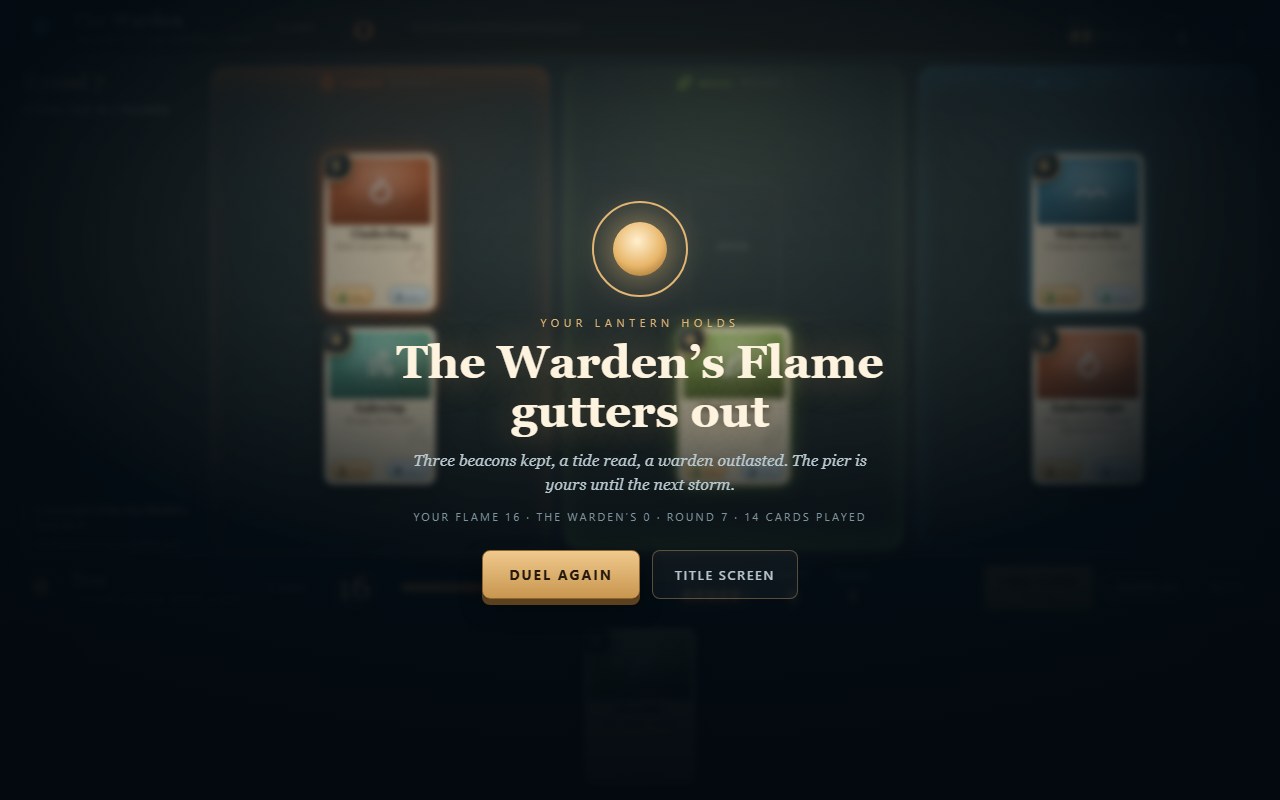 YOUR LANTERN HOLDS
The Warden’s Flame
gutters out
Three beacons kept, a tide read, a warden outlasted. The pier is
yours until the next storm.
YOUR FLAME 16 · THE WARDEN’S 0 · ROUND 7 · 14 CARDS PLAYED
DUEL AGAIN
TITLE SCREEN
16